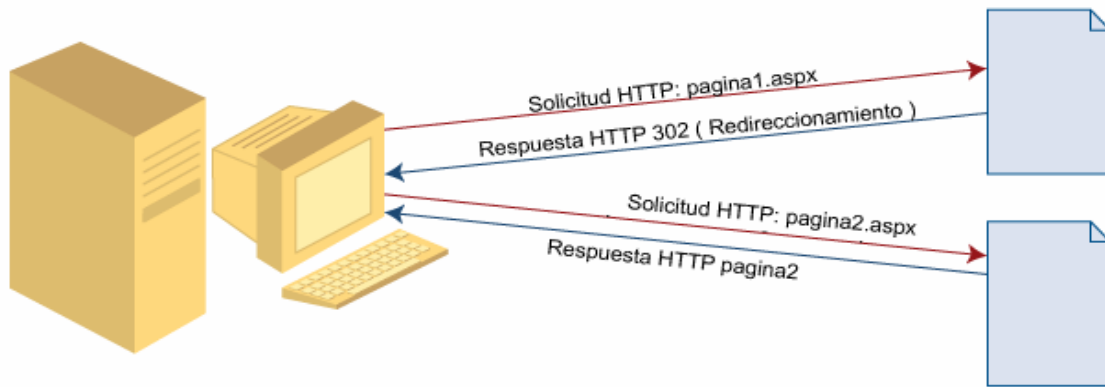 Solicitud HTTP: pagina1.aspx
Respuesta HTTP 302 ( Redireccionamiento )
Solicitud HTTP: pagina2.aspx
Respuesta HTTP pagina2